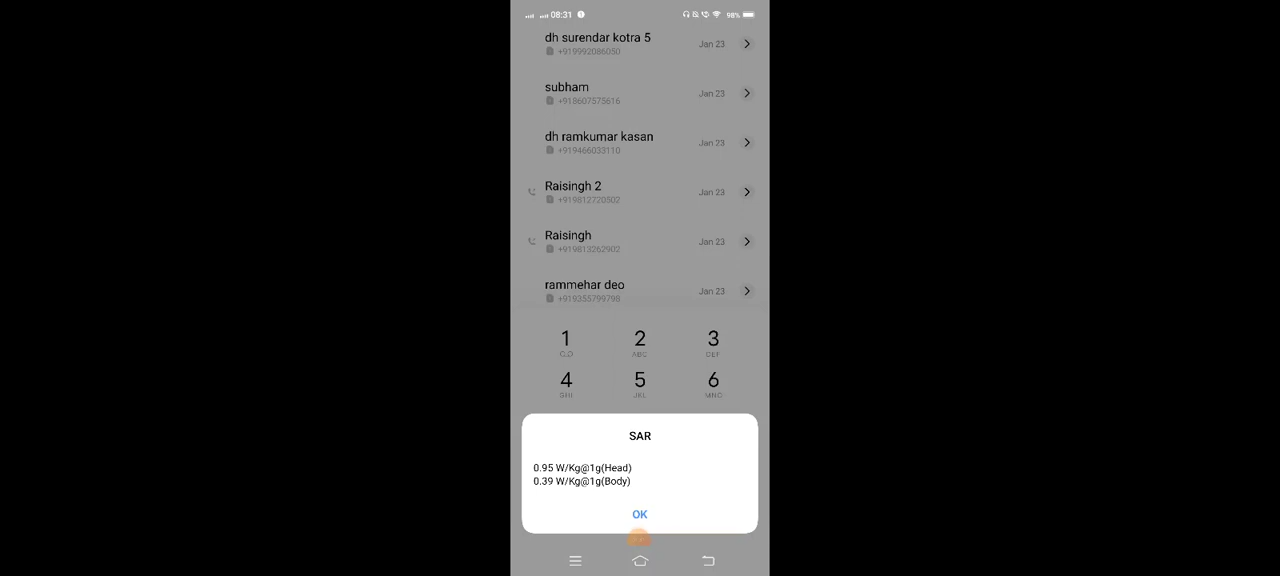 08:31
98%
dh surendar kotra 5
Jan 23
+919992086050
subham
Jan 23
+918607575616
dh ramkumar kasan
Jan 23
+919466033110
Raisingh 2
Jan 23
+919812720502
Raisingh
Jan 23
+919813262902
rammehar deo
Jan 23
+919355799798
1 2 3
ABC DEF
4 5 6
GHI JKL MNO
SAR
0.95 W/Kg@1g(Head)
0.39 W/Kg@1g(Body)
OK